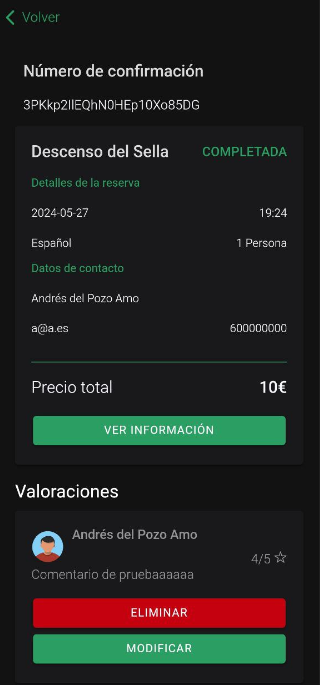 Volver
Número de confirmación
3PKkp2IlEQhN0HEp10Xo85DG
Descenso del Sella COMPLETADA
Detalles de la reserva
2024-05-27 19:24
Español 1 Persona
Datos de contacto
Andrés del Pozo Amo
a@a.es 600000000
Precio total 10€
VER INFORMACIÓN
Valoraciones
Andrés del Pozo Amo
4/5
Comentario de pruebaaaaaa
ELIMINAR
MODIFICAR